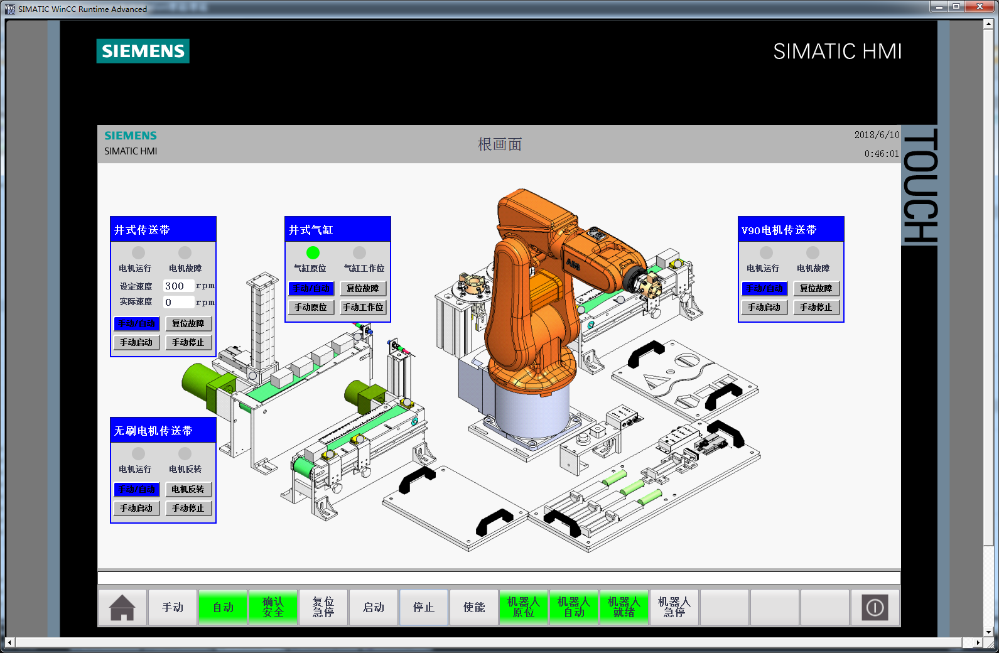 SIMATIC WinCC Runtime Advanced
SIEMENS
SIMATIC HMI
TOUCH
SIEMENS
SIMATIC HMI
根画面
2018/6/10
0:46:01
井式传送带
电机运行 电机故障
设定速度 300 rpm
实际速度 0 rpm
手动/自动 复位故障
手动启动 手动停止
井式气缸
气缸原位 气缸工作位
手动/自动 复位故障
手动原位 手动工作位
V90电机传送带
电机运行 电机故障
手动/自动 复位故障
手动启动 手动停止
ABB
无刷电机传送带
电机运行 电机反转
手动/自动 电机反转
手动启动 手动停止
手动
自动
确认
安全
复位
急停
启动
停止
使能
机器人
原位
机器人
自动
机器人
就绪
机器人
急停